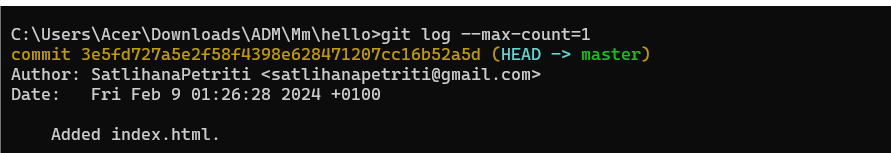 C:\Users\Acer\Downloads\ADM\Mm\hello>git log --max-count=1
commit 3e5fd727a5e2f58f4398e628471207cc16b52a5d (HEAD -> master)
Author: SatlihanaPetriti <satlihanapetriti@gmail.com>
Date:   Fri Feb 9 01:26:28 2024 +0100
    Added index.html.